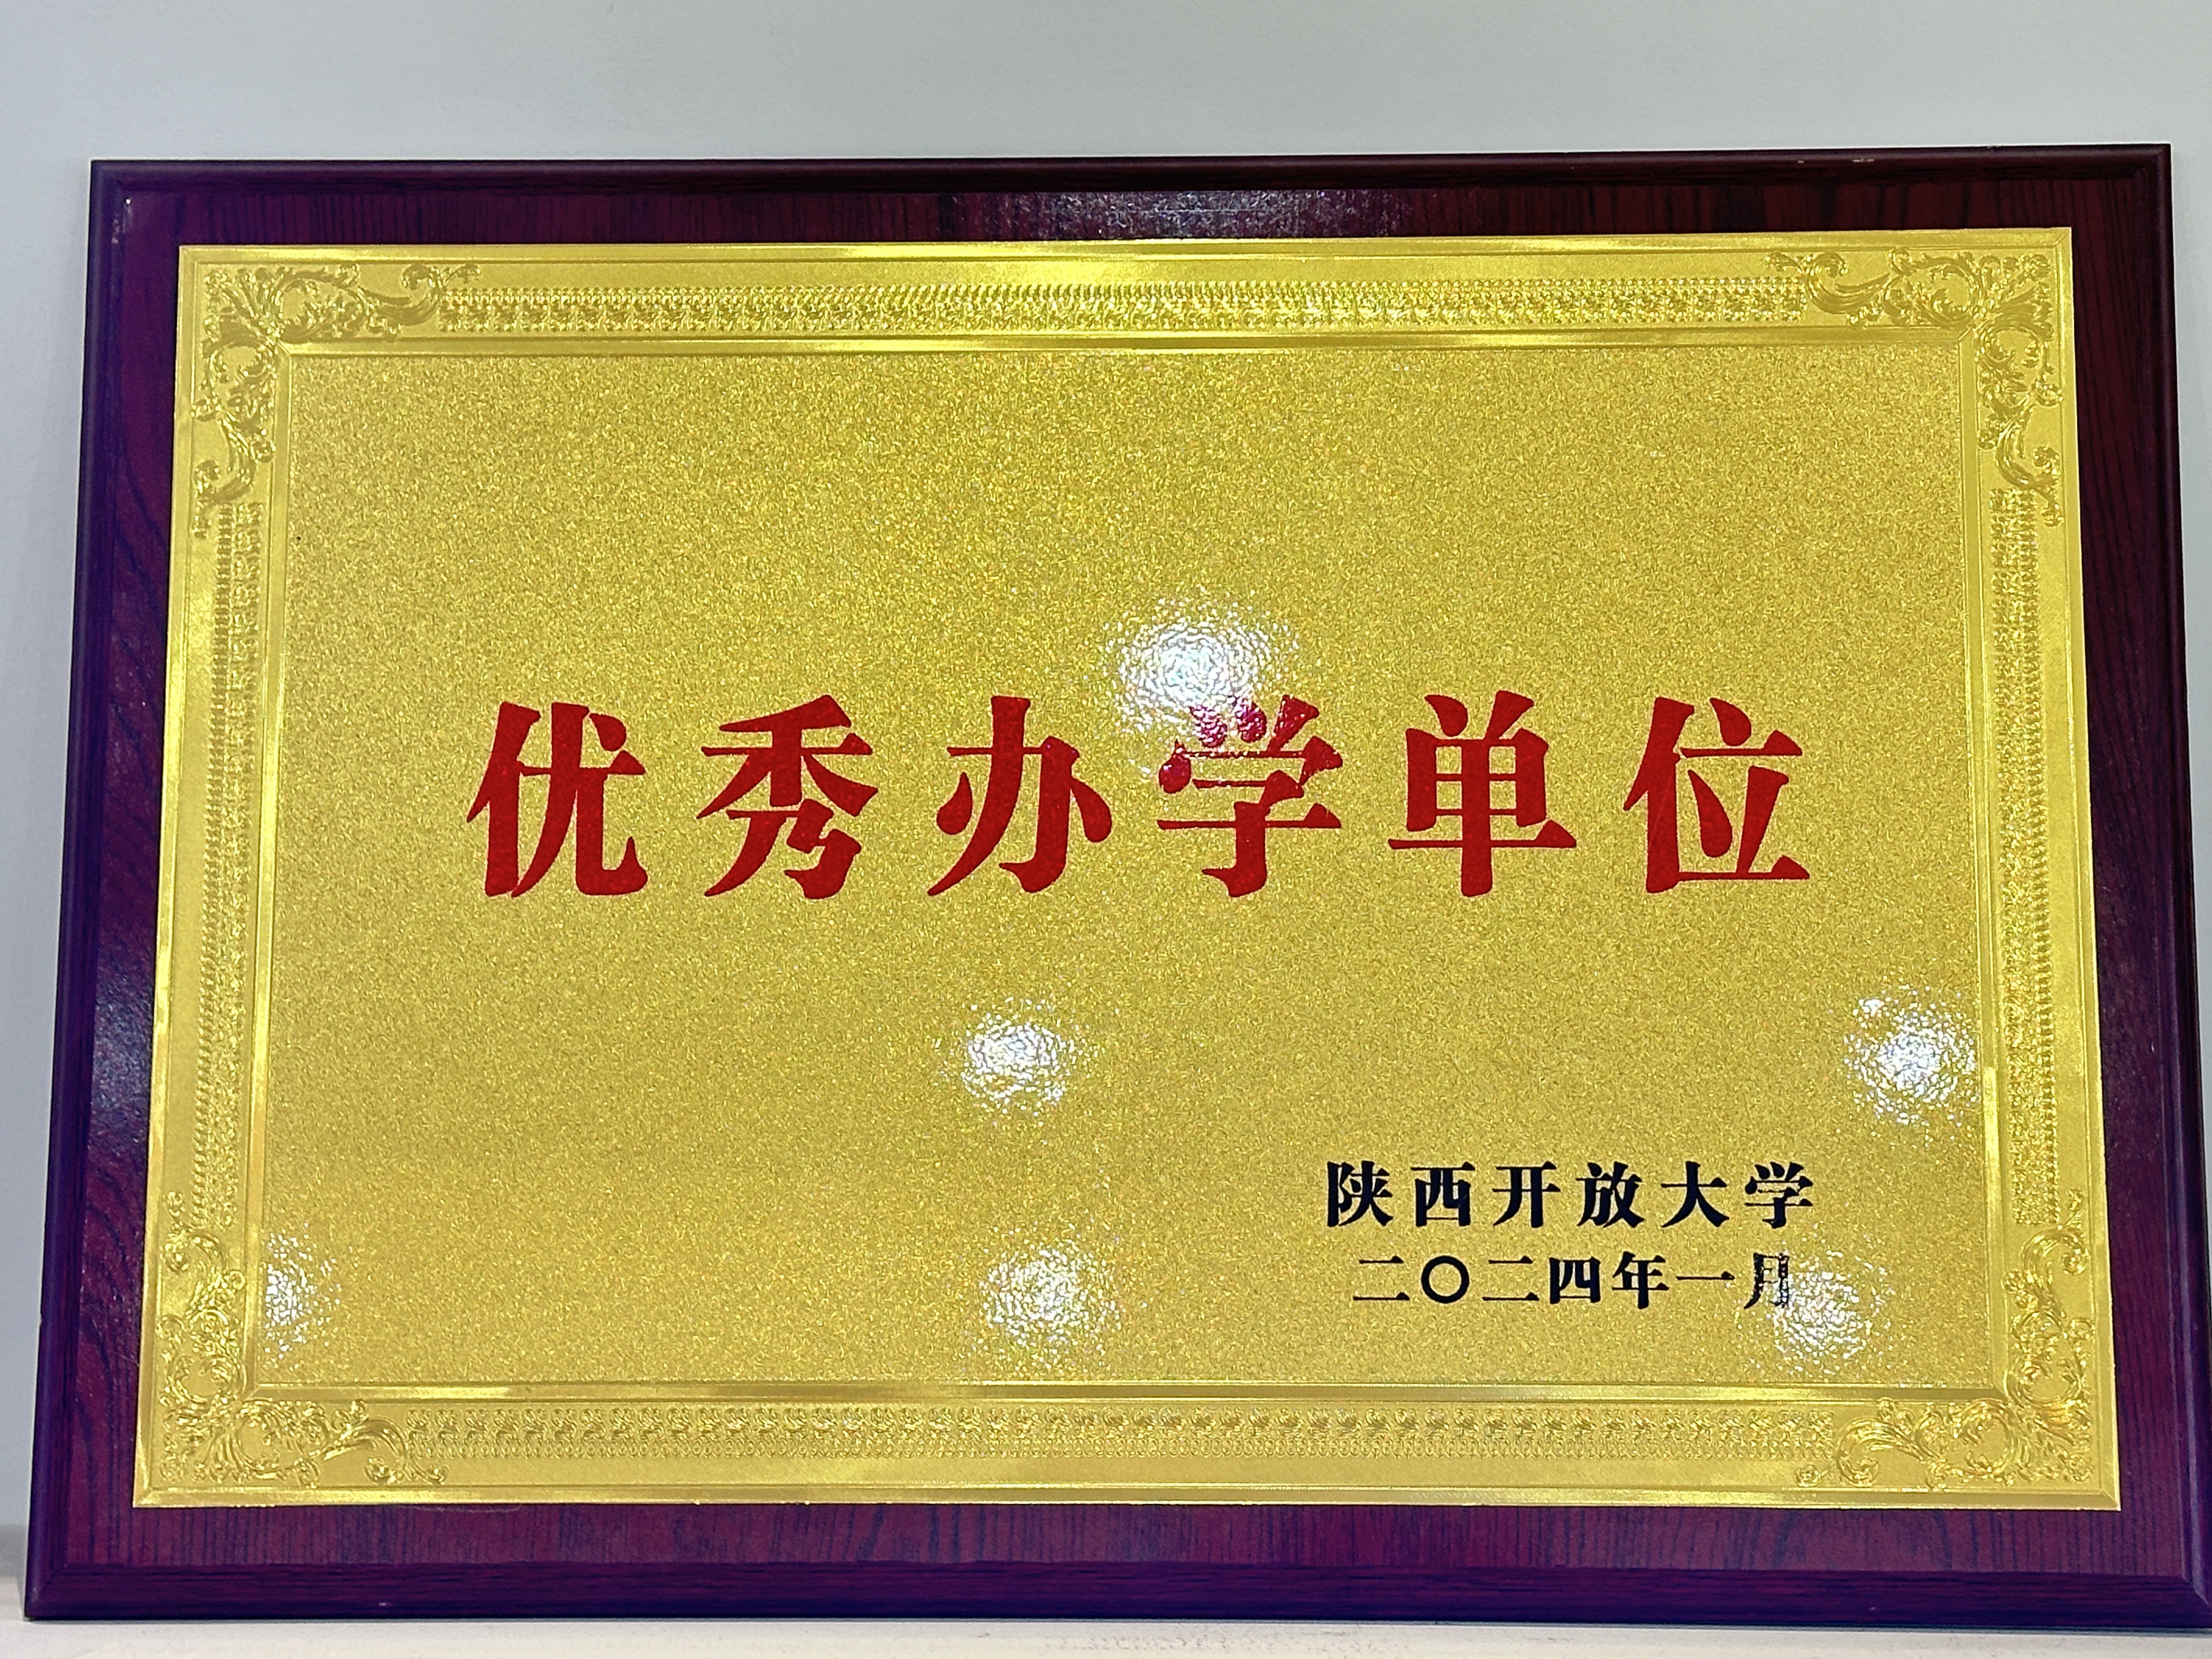 优秀办学单位
陕西开放大学
二〇二四年一月